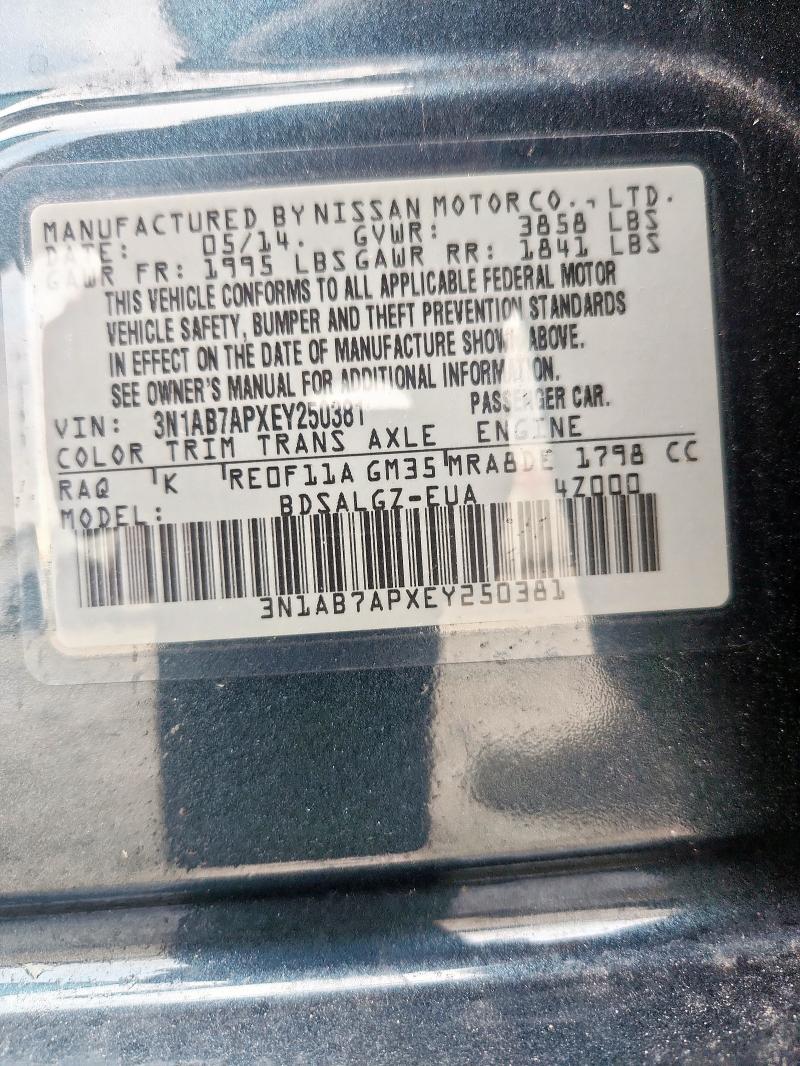 MANUFACTURED BY NISSAN MOTOR CO., LTD.
DATE: 05/14. GVWR: 3858 LBS
GAWR FR: 1995 LBS GAWR RR: 1841 LBS
THIS VEHICLE CONFORMS TO ALL APPLICABLE FEDERAL MOTOR
VEHICLE SAFETY, BUMPER AND THEFT PREVENTION STANDARDS
IN EFFECT ON THE DATE OF MANUFACTURE SHOWN ABOVE.
SEE OWNER'S MANUAL FOR ADDITIONAL INFORMATION.
VIN: 3N1AB7APXEY250381 PASSENGER CAR.
COLOR TRIM TRANS AXLE ENGINE
RAQ K RE0F11A GM35 MRA8DE 1798 CC
MODEL: BDSALGZ-EUA 4Z000
3N1AB7APXEY250381